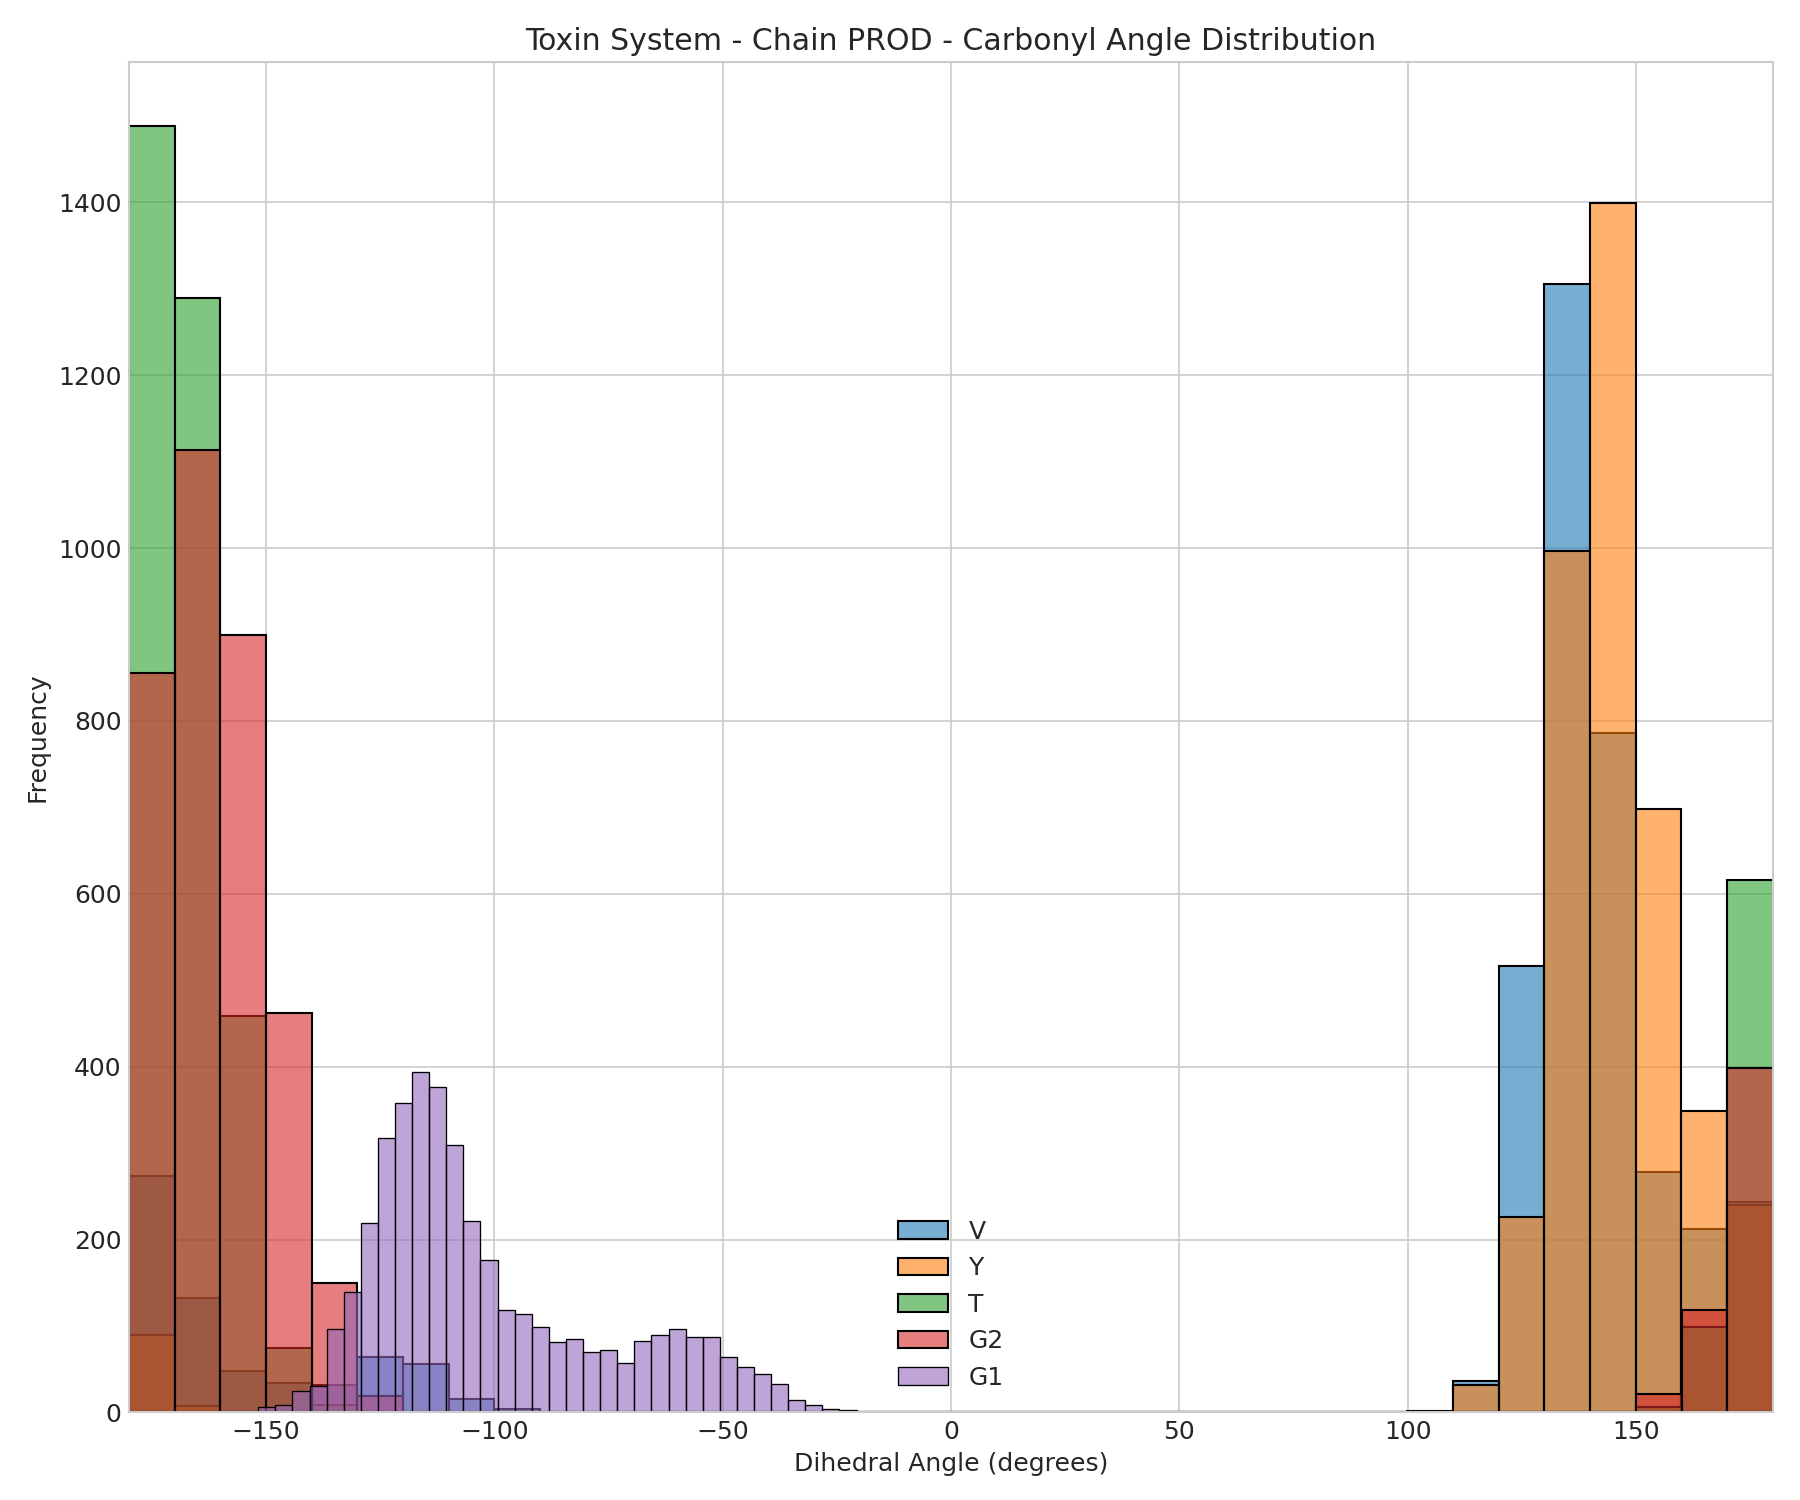 Toxin System - Chain PROD - Carbonyl Angle Distribution
Frequency
1400
1200
1000
800
600
400
200
0
V
Y
T
G2
G1
−150
−100
−50
0
50
100
150
Dihedral Angle (degrees)